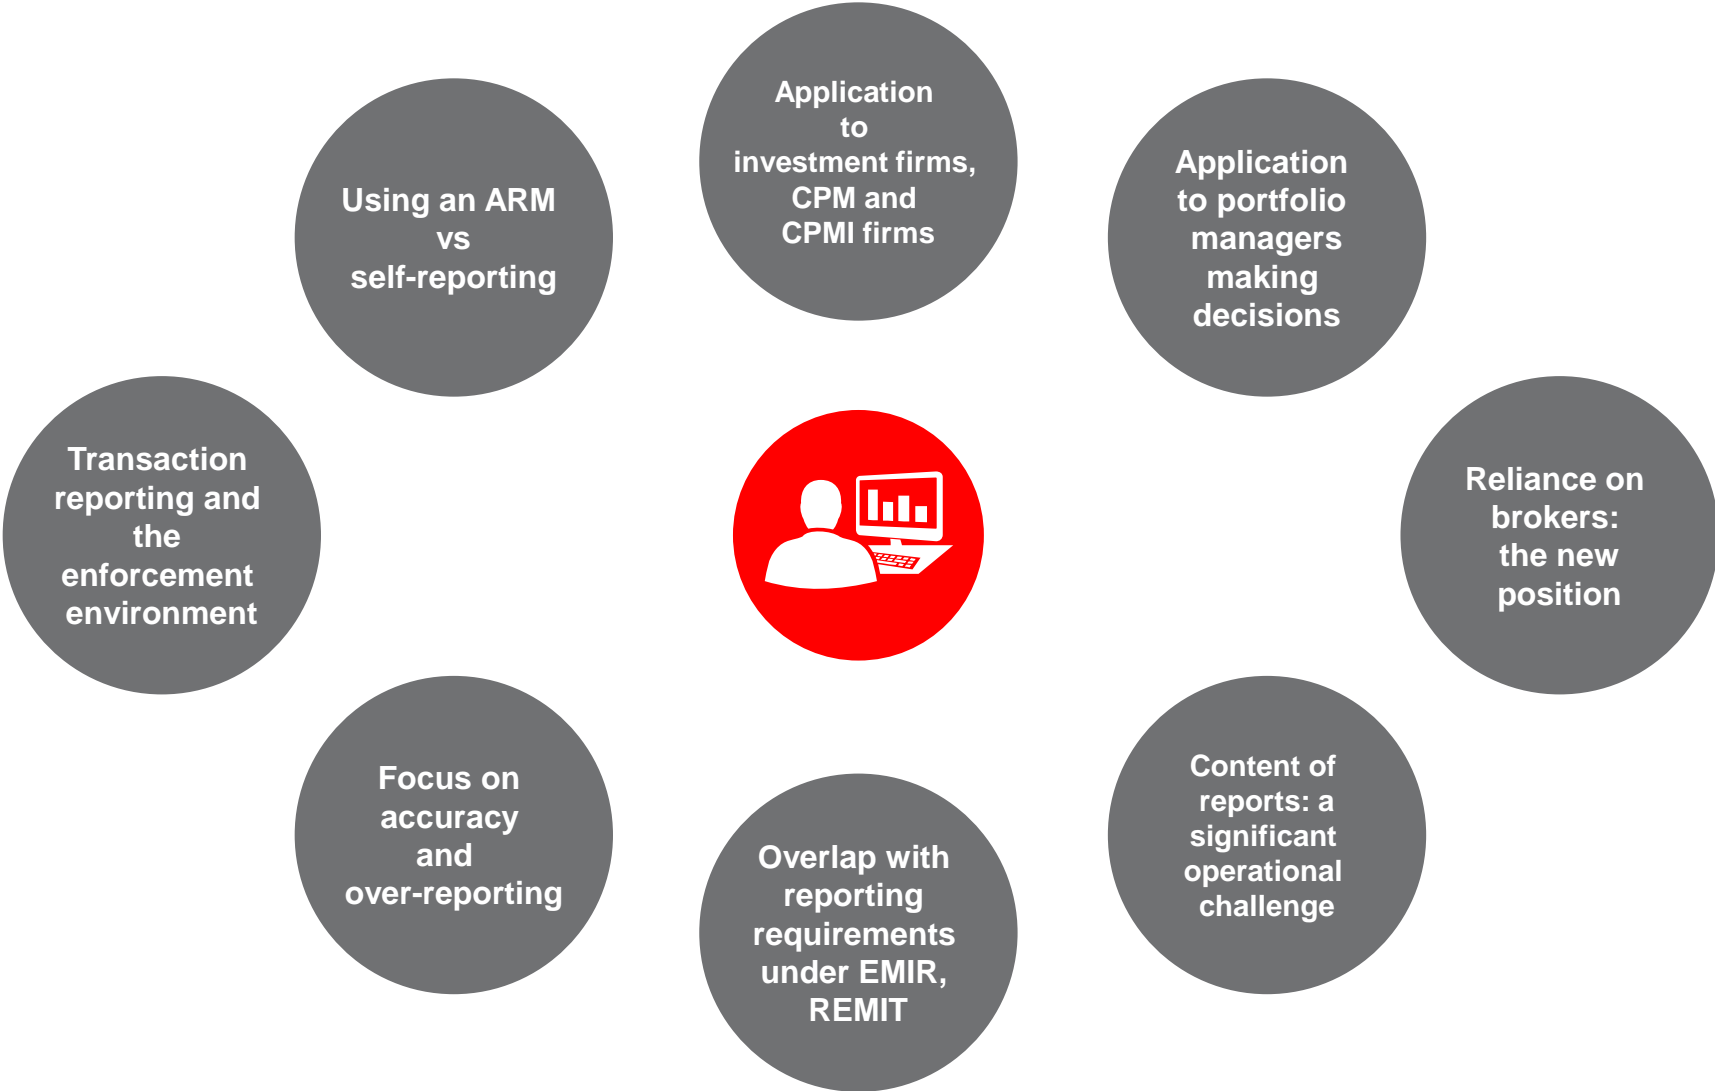 Application
to
investment firms,
CPM and
CPMI firms
Application
to portfolio
managers
making
decisions
Reliance on
brokers:
the new
position
Content of
reports: a
significant
operational
challenge
Overlap with
reporting
requirements
under EMIR,
REMIT
Focus on
accuracy
and
over-reporting
Transaction
reporting and
the
enforcement
environment
Using an ARM
vs
self-reporting